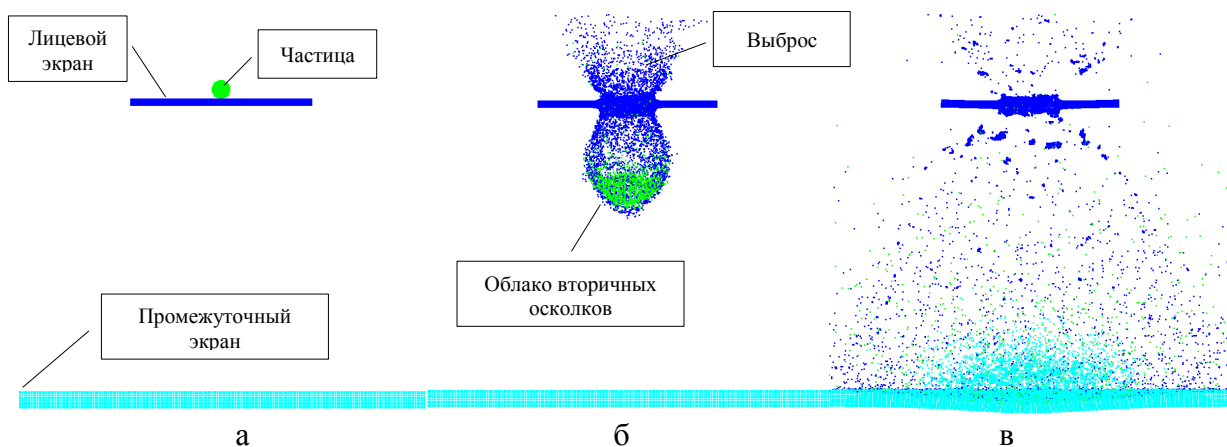 Лицевой
экран
Частица
Выброс
Облако вторичных
осколков
Промежуточный
экран
а
б
в